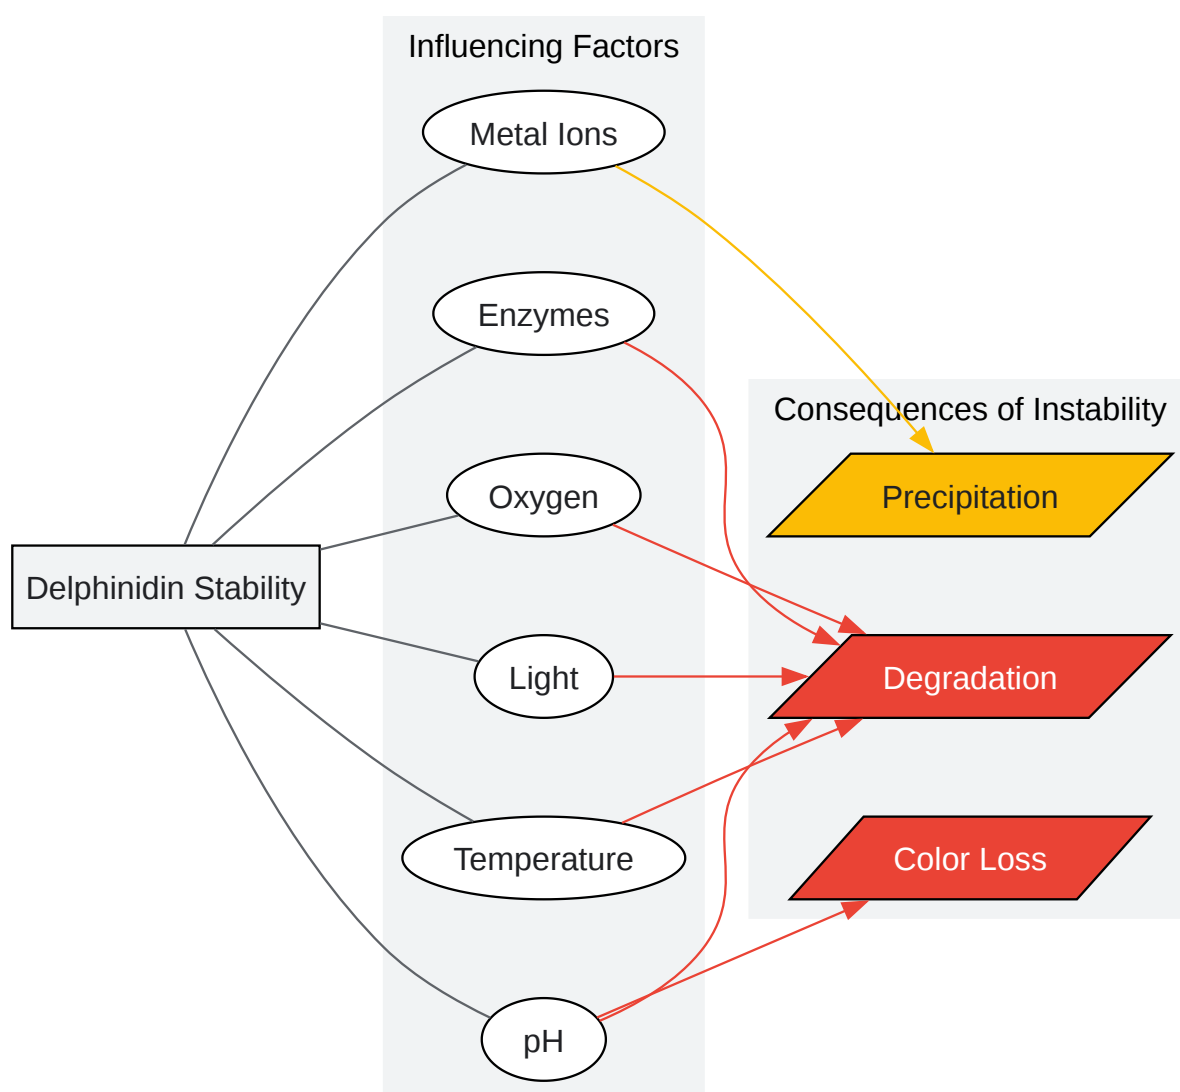 Influencing Factors
Metal Ions
Enzymes
Consequences of Instability
Oxygen
Precipitation
Delphinidin Stability
Light
Degradation
Temperature
Color Loss
pH